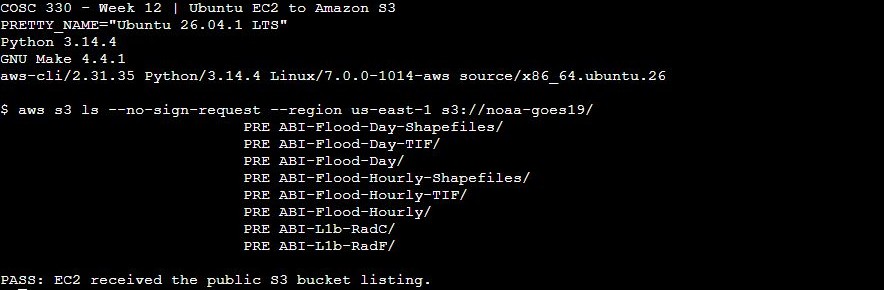 COSC 330 - Week 12 | Ubuntu EC2 to Amazon S3
PRETTY_NAME="Ubuntu 26.04.1 LTS"
Python 3.14.4
GNU Make 4.4.1
aws-cli/2.31.35 Python/3.14.4 Linux/7.0.0-1014-aws source/x86_64.ubuntu.26
$ aws s3 ls --no-sign-request --region us-east-1 s3://noaa-goes19/
PRE ABI-Flood-Day-Shapefiles/
PRE ABI-Flood-Day-TIF/
PRE ABI-Flood-Day/
PRE ABI-Flood-Hourly-Shapefiles/
PRE ABI-Flood-Hourly-TIF/
PRE ABI-Flood-Hourly/
PRE ABI-L1b-RadC/
PRE ABI-L1b-RadF/
PASS: EC2 received the public S3 bucket listing.